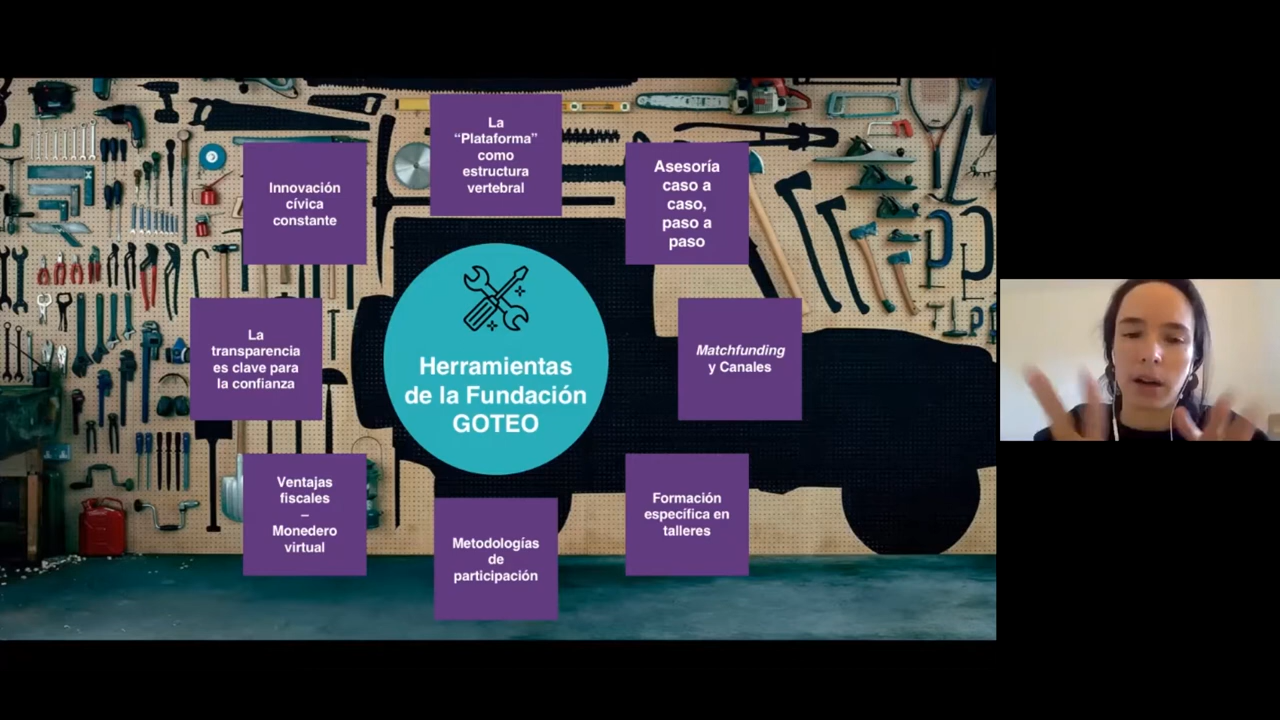 La
“Plataforma”
como
estructura
vertebral
Asesoría
caso a
caso,
paso a
paso
Matchfunding
y Canales
Formación
específica en
talleres
Metodologías
de
participación
Ventajas
fiscales
–
Monedero
virtual
La
transparencia
es clave para
la confianza
Innovación
cívica
constante
Herramientas
de la Fundación
GOTEO